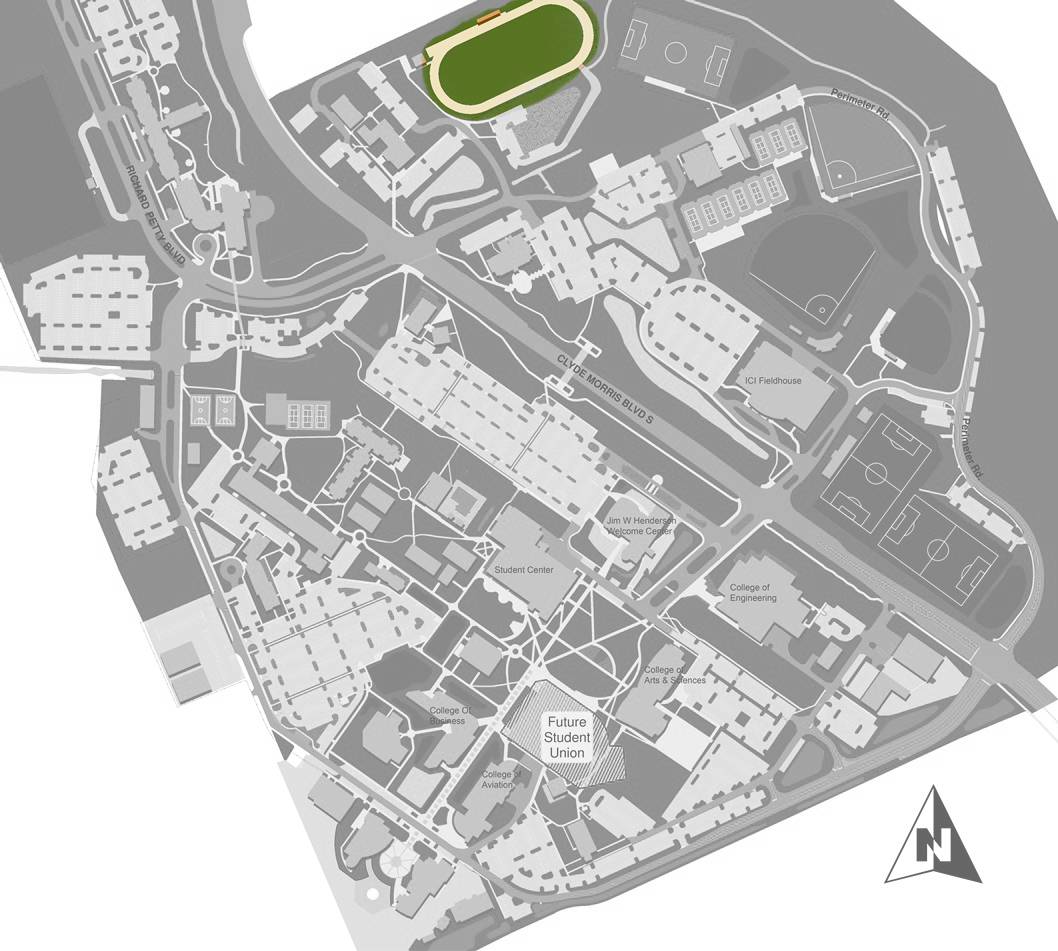 Perimeter Rd.
RICHARD PETTY BLVD
CLYDE MORRIS BLVD S
ICI Fieldhouse
Perimeter Rd
Jim W Henderson
Welcome Center
Student Center
College of
Engineering
College of
Arts & Sciences
College Of
Business
Future
Student
Union
College of
Aviation
N